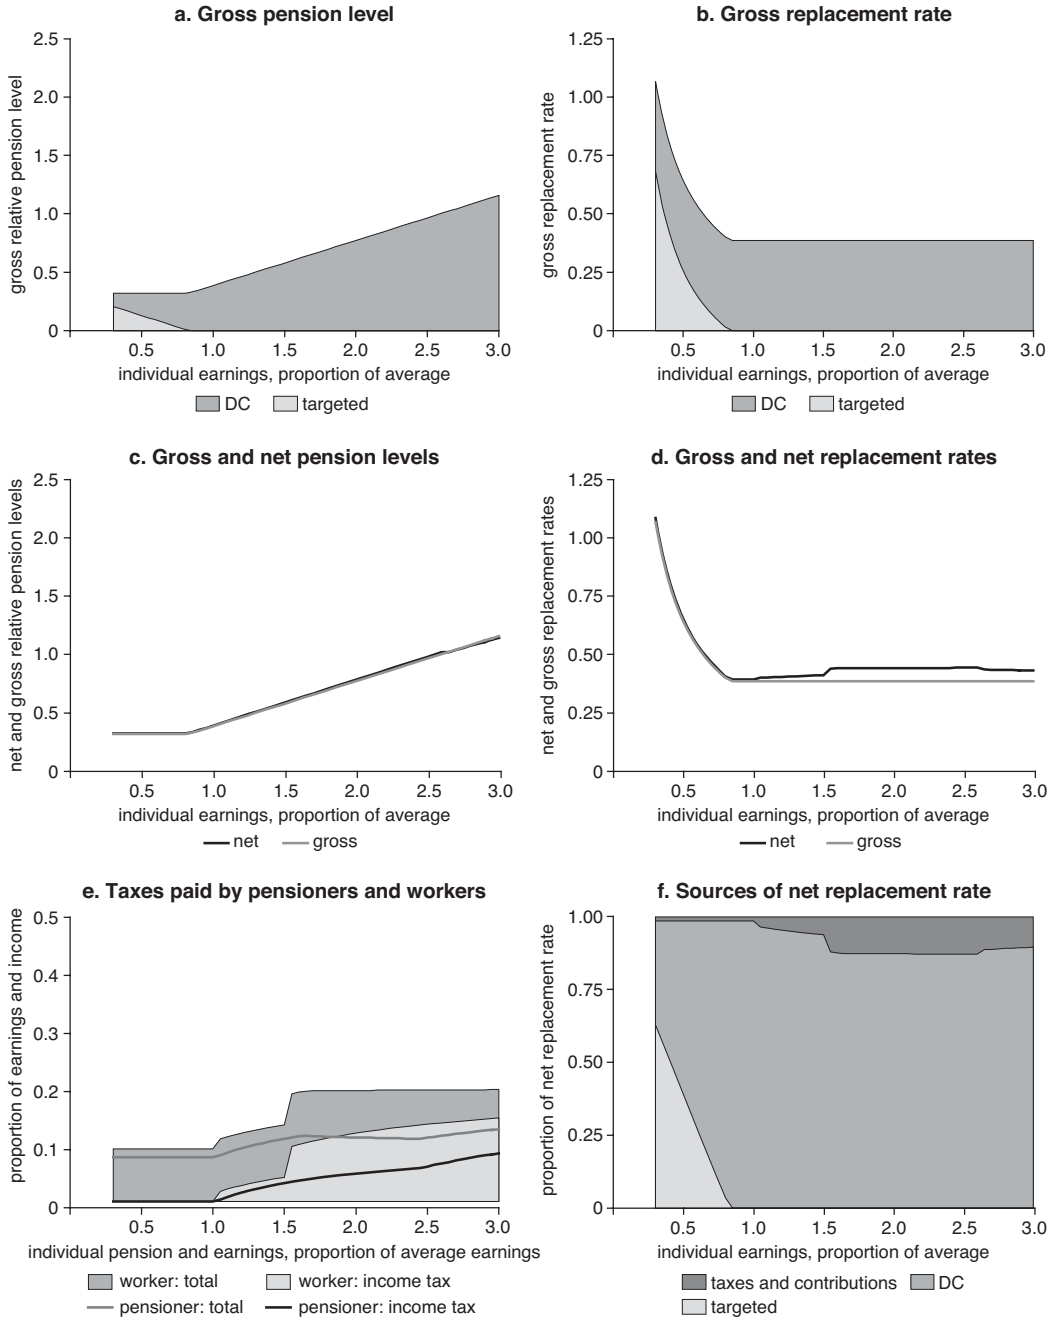 a. Gross pension level
gross relative pension level
2.5
2.0
1.5
1.0
0.5
0
0.5 1.0 1.5 2.0 2.5 3.0
individual earnings, proportion of average
DC targeted
b. Gross replacement rate
gross replacement rate
1.25
1.00
0.75
0.50
0.25
0
0.5 1.0 1.5 2.0 2.5 3.0
individual earnings, proportion of average
DC targeted
c. Gross and net pension levels
net and gross relative pension levels
2.5
2.0
1.5
1.0
0.5
0
0.5 1.0 1.5 2.0 2.5 3.0
individual earnings, proportion of average
net gross
d. Gross and net replacement rates
net and gross replacement rates
1.25
1.00
0.75
0.50
0.25
0
0.5 1.0 1.5 2.0 2.5 3.0
individual earnings, proportion of average
net gross
e. Taxes paid by pensioners and workers
proportion of earnings and income
0.5
0.4
0.3
0.2
0.1
0
0.5 1.0 1.5 2.0 2.5 3.0
individual pension and earnings, proportion of average earnings
worker: total worker: income tax
pensioner: total pensioner: income tax
f. Sources of net replacement rate
proportion of net replacement rate
1.00
0.75
0.50
0.25
0
0.5 1.0 1.5 2.0 2.5 3.0
individual earnings, proportion of average
taxes and contributions DC
targeted